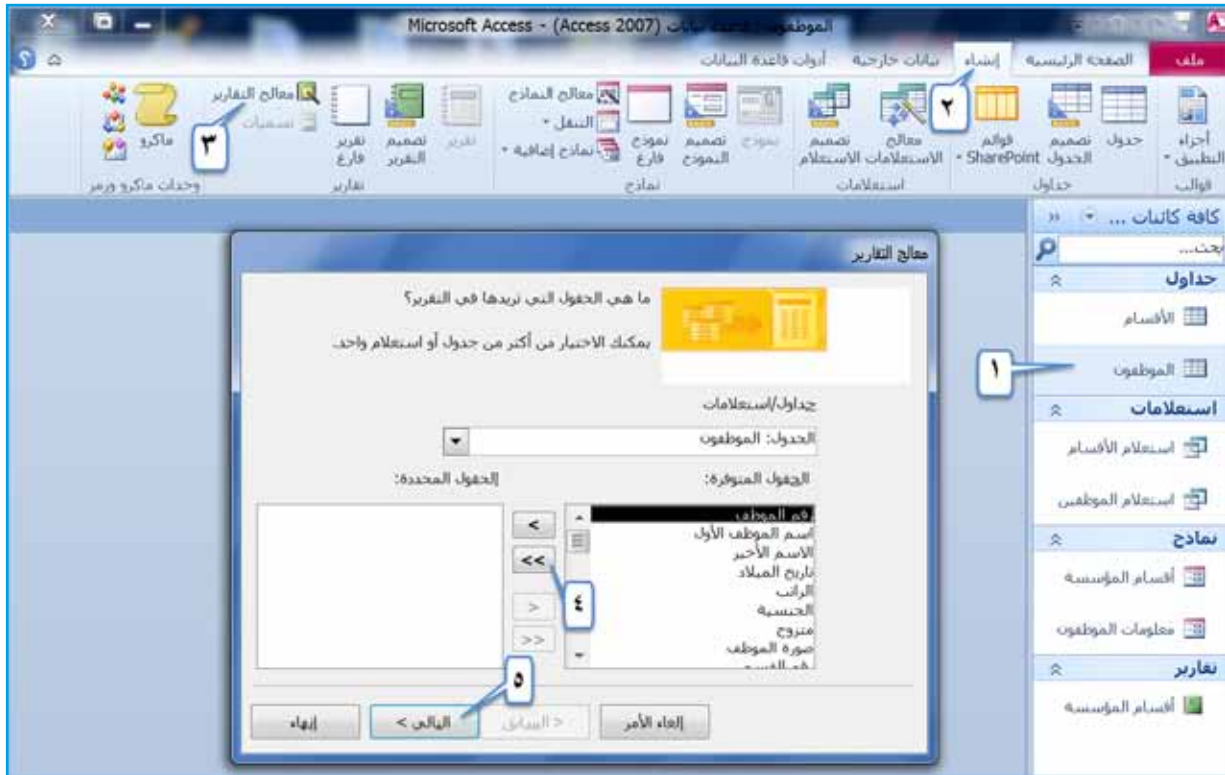 الموظفون : قاعدة بيانات (Access 2007) - Microsoft Access
ملف
الصفحة الرئيسية
إنشاء
بيانات خارجية
أدوات قاعدة البيانات
أجزاء التطبيق
قوالب
جدول
تصميم الجدول
قوائم SharePoint
جداول
معالج الاستعلامات
تصميم الاستعلام
استعلامات
نموذج
تصميم النموذج
نموذج فارغ
معالج النماذج
التنقل
نماذج إضافية
نماذج
تقرير
تصميم التقرير
تقرير فارغ
معالج التقارير
تسميات
تقارير
ماكرو
وحدات ماكرو ورمز
٢
٣
كافة كائنات ...
بحث...
جداول
الأقسام
الموظفون
١
استعلامات
استعلام الأقسام
استعلام الموظفين
نماذج
أقسام المؤسسة
معلومات الموظفون
تقارير
أقسام المؤسسة
معالج التقارير
ما هي الحقول التي تريدها في التقرير؟
يمكنك الاختيار من أكثر من جدول أو استعلام واحد.
جداول/استعلامات
الجدول: الموظفون
الحقول المتوفرة:
الحقول المحددة:
رقم الموظف
اسم الموظف الأول
الاسم الأخير
تاريخ الميلاد
الراتب
الجنسية
متزوج
صورة الموظف
رقم القسم
>
>>
<
<<
٤
٥
إلغاء الأمر
< السابق
التالي >
إنهاء